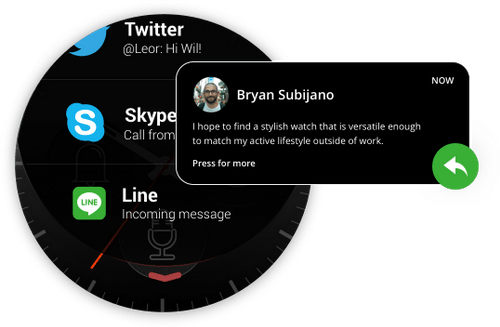 Twitter
@Leor: Hi Wil!
Skype
Call from
Line
LINE
Incoming message
NOW
Bryan Subijano
I hope to find a stylish watch that is versatile enough
to match my active lifestyle outside of work.
Press for more